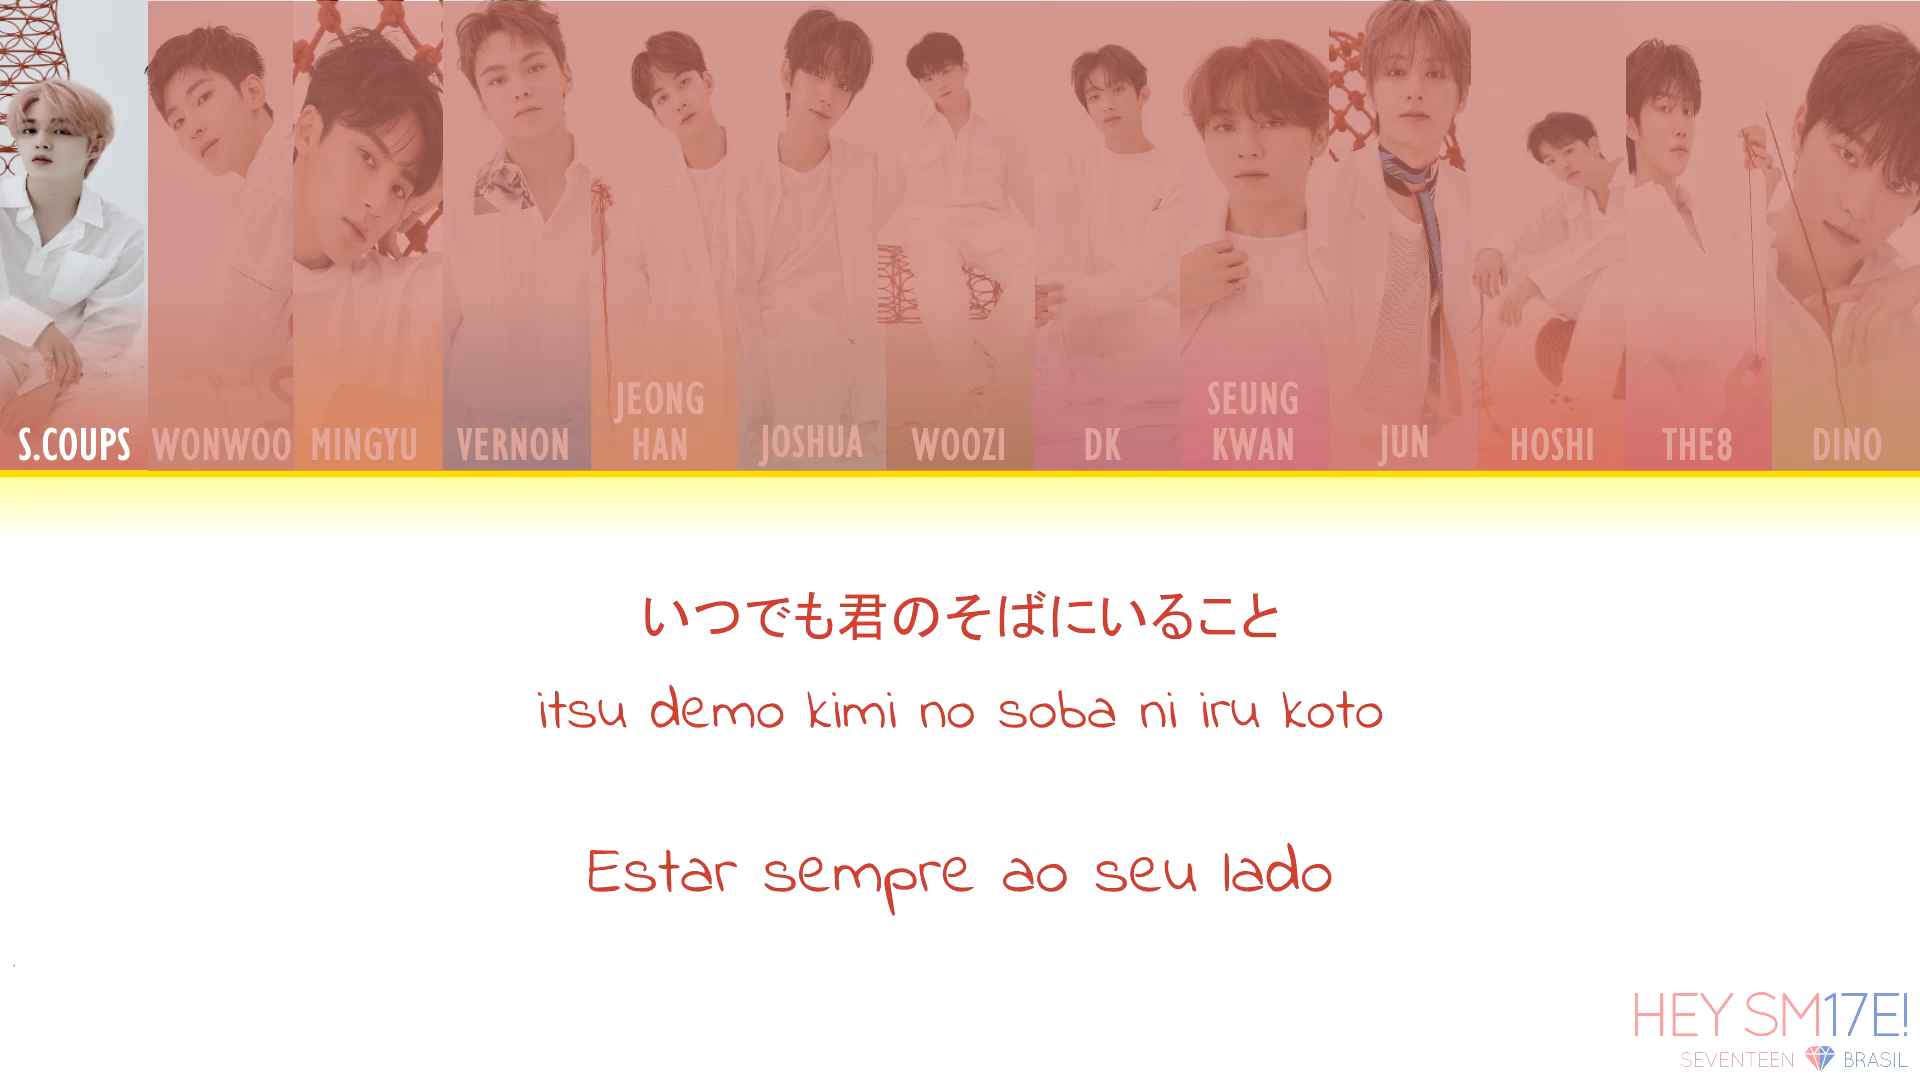 S.COUPS
WONWOO
MINGYU
VERNON
JEONG
HAN
JOSHUA
WOOZI
DK
SEUNG
KWAN
JUN
HOSHI
THE8
DINO
いつでも君のそばにいること
itsu demo kimi no soba ni iru koto
Estar sempre ao seu lado
HEY SM17E!
SEVENTEEN BRASIL